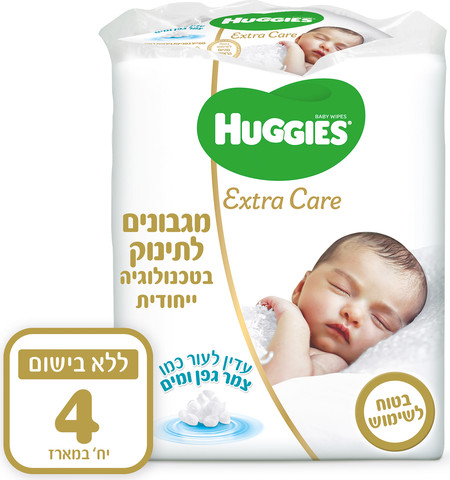 Extra Care
BABY WIPES
HUGGIES®
Extra Care
מגבונים
לתינוק
בטכנולוגיה
ייחודית
עדין לעור כמו
צמר גפן ומים
בטוח
לשימוש
ללא בישום
4
יח' במארז